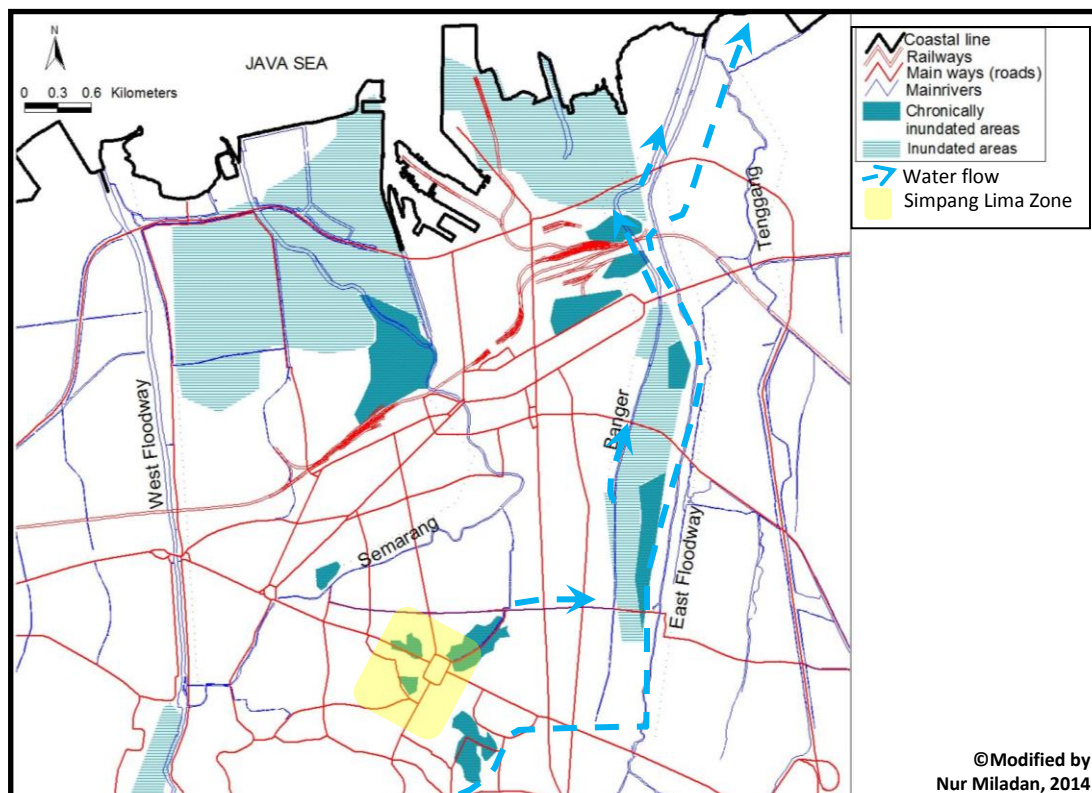 N
JAVA SEA
0 0.3 0.6 Kilometers
Coastal line
Railways
Main ways (roads)
Mainrivers
Chronically
inundated areas
Inundated areas
Water flow
Simpang Lima Zone
Tenggang
West Floodway
Banger
Semarang
East Floodway
©Modified by
Nur Miladan, 2014